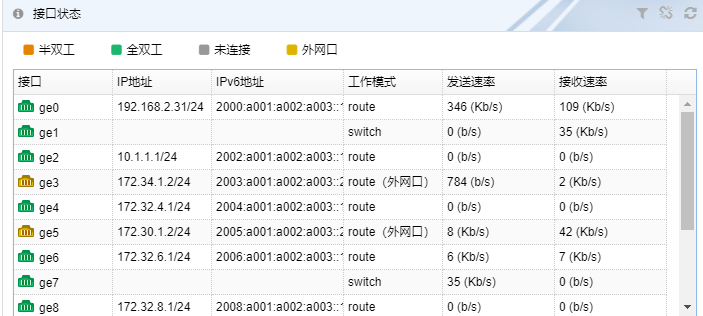 接口状态
半双工 全双工 未连接 外网口
接口 IP地址 IPv6地址 工作模式 发送速率 接收速率
ge0 192.168.2.31/24 2000:a001:a002:a003::1 route 346 (Kb/s) 109 (Kb/s)
ge1 switch 0 (b/s) 35 (Kb/s)
ge2 10.1.1.1/24 2002:a001:a002:a003::1 route 0 (b/s) 0 (b/s)
ge3 172.34.1.2/24 2003:a001:a002:a003::2 route（外网口） 784 (b/s) 2 (Kb/s)
ge4 172.32.4.1/24 2004:a001:a002:a003::1 route 0 (b/s) 0 (b/s)
ge5 172.30.1.2/24 2005:a001:a002:a003::2 route（外网口） 8 (Kb/s) 42 (Kb/s)
ge6 172.32.6.1/24 2006:a001:a002:a003::1 route 6 (Kb/s) 7 (Kb/s)
ge7 switch 35 (Kb/s) 0 (b/s)
ge8 172.32.8.1/24 2008:a001:a002:a003::1 route 0 (b/s) 0 (b/s)